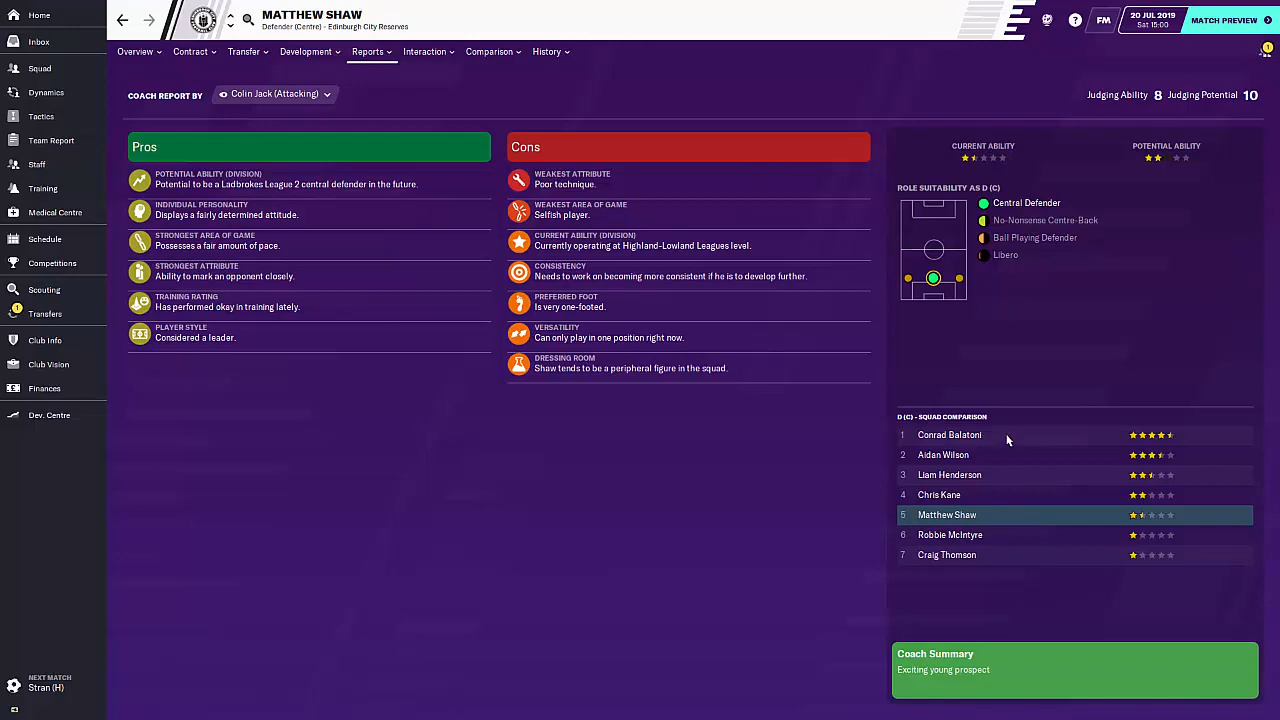 Home
Inbox
Squad
Dynamics
Tactics
Team Report
Staff
Training
Medical Centre
Schedule
Competitions
Scouting
1
Transfers
Club Info
Club Vision
Finances
Dev. Centre
NEXT MATCH
Stran (H)
MATTHEW SHAW
Defender (Centre) - Edinburgh City Reserves
?
FM
20 JUL 2019
Sat 15:00
MATCH PREVIEW
1
Overview
Contract
Transfer
Development
Reports
Interaction
Comparison
History
COACH REPORT BY
Colin Jack (Attacking)
Judging Ability 8 Judging Potential 10
Pros
POTENTIAL ABILITY (DIVISION)
Potential to be a Ladbrokes League 2 central defender in the future.
INDIVIDUAL PERSONALITY
Displays a fairly determined attitude.
STRONGEST AREA OF GAME
Possesses a fair amount of pace.
STRONGEST ATTRIBUTE
Ability to mark an opponent closely.
TRAINING RATING
Has performed okay in training lately.
PLAYER STYLE
Considered a leader.
Cons
WEAKEST ATTRIBUTE
Poor technique.
WEAKEST AREA OF GAME
Selfish player.
CURRENT ABILITY (DIVISION)
Currently operating at Highland-Lowland Leagues level.
CONSISTENCY
Needs to work on becoming more consistent if he is to develop further.
PREFERRED FOOT
Is very one-footed.
VERSATILITY
Can only play in one position right now.
DRESSING ROOM
Shaw tends to be a peripheral figure in the squad.
CURRENT ABILITY
POTENTIAL ABILITY
ROLE SUITABILITY AS D (C)
Central Defender
No-Nonsense Centre-Back
Ball Playing Defender
Libero
D (C) - SQUAD COMPARISON
1 Conrad Balatoni
2 Aidan Wilson
3 Liam Henderson
4 Chris Kane
5 Matthew Shaw
6 Robbie McIntyre
7 Craig Thomson
Coach Summary
Exciting young prospect